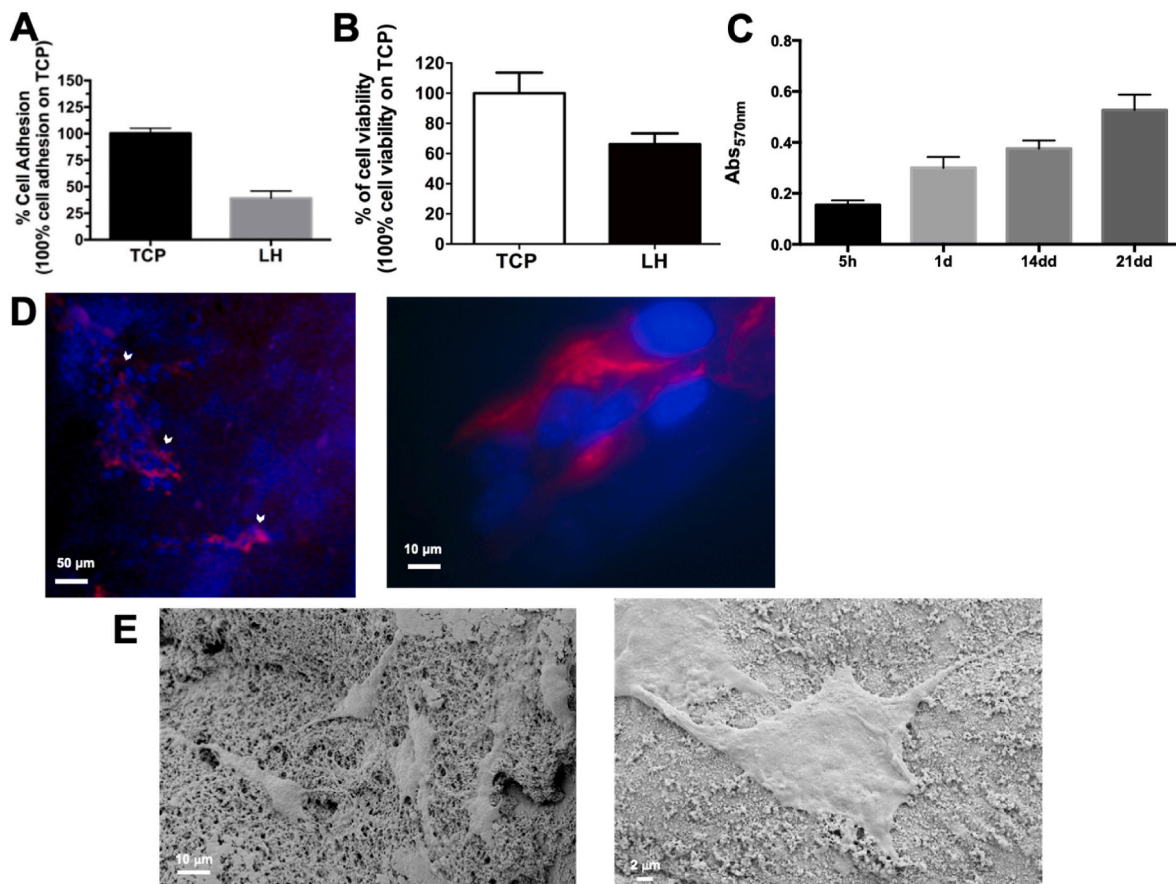 A
% Cell Adhesion
(100% cell adhesion on TCP)
150
125
100
75
50
25
0
TCP LH
B
% of cell viability
(100% cell viability on TCP)
120
100
80
60
40
20
0
TCP LH
C
Abs570nm
0.8
0.6
0.4
0.2
0.0
5h 1d 14dd 21dd
D
50 µm
10 µm
E
10 µm
2 µm